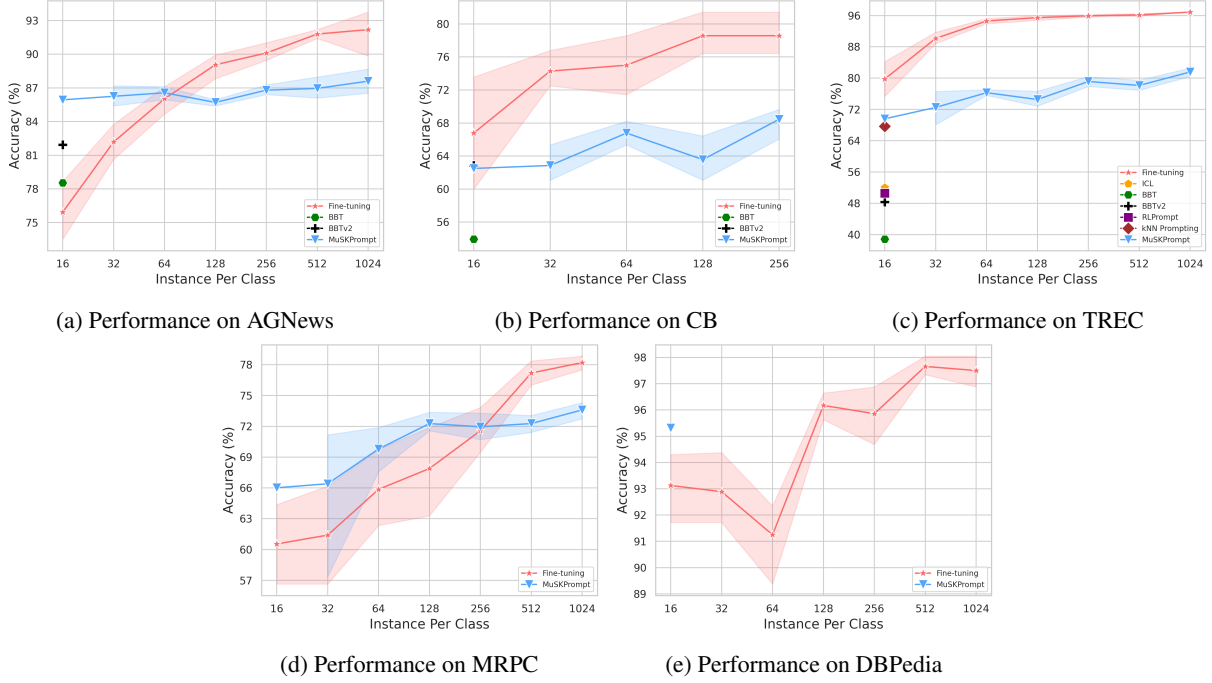 93
90
87
84
81
78
75
Accuracy (%)
16 32 64 128 256 512 1024
Instance Per Class
Fine-tuning
BBT
BBTv2
MuSKPrompt
(a) Performance on AGNews
80
76
72
68
64
60
56
Accuracy (%)
16 32 64 128 256
Instance Per Class
Fine-tuning
BBT
BBTv2
MuSKPrompt
(b) Performance on CB
96
88
80
72
64
56
48
40
Accuracy (%)
16 32 64 128 256 512 1024
Instance Per Class
Fine-tuning
ICL
BBT
BBTv2
RLPrompt
kNN Prompting
MuSKPrompt
(c) Performance on TREC
78
75
72
69
66
63
60
57
Accuracy (%)
16 32 64 128 256 512 1024
Instance Per Class
Fine-tuning
MuSKPrompt
(d) Performance on MRPC
98
97
96
95
94
93
92
91
90
89
Accuracy (%)
16 32 64 128 256 512 1024
Instance Per Class
Fine-tuning
MuSKPrompt
(e) Performance on DBPedia